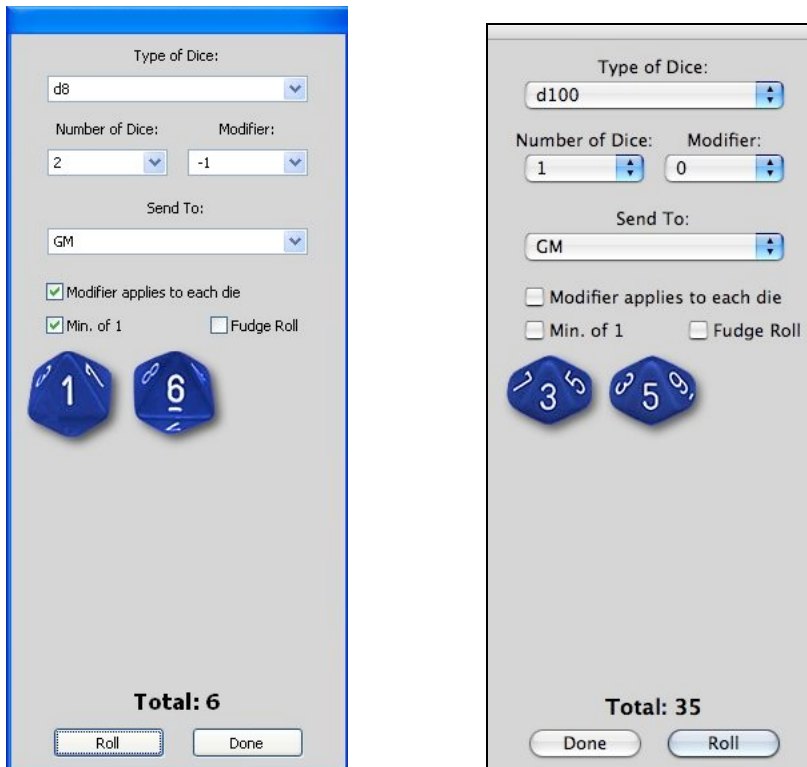 Type of Dice:
d8
Number of Dice: Modifier:
2 -1
Send To:
GM
Modifier applies to each die
Min. of 1 Fudge Roll
1 6
Total: 6
Roll Done
Type of Dice:
d100
Number of Dice: Modifier:
1 0
Send To:
GM
Modifier applies to each die
Min. of 1 Fudge Roll
3 5 3 5 9
Total: 35
Done Roll